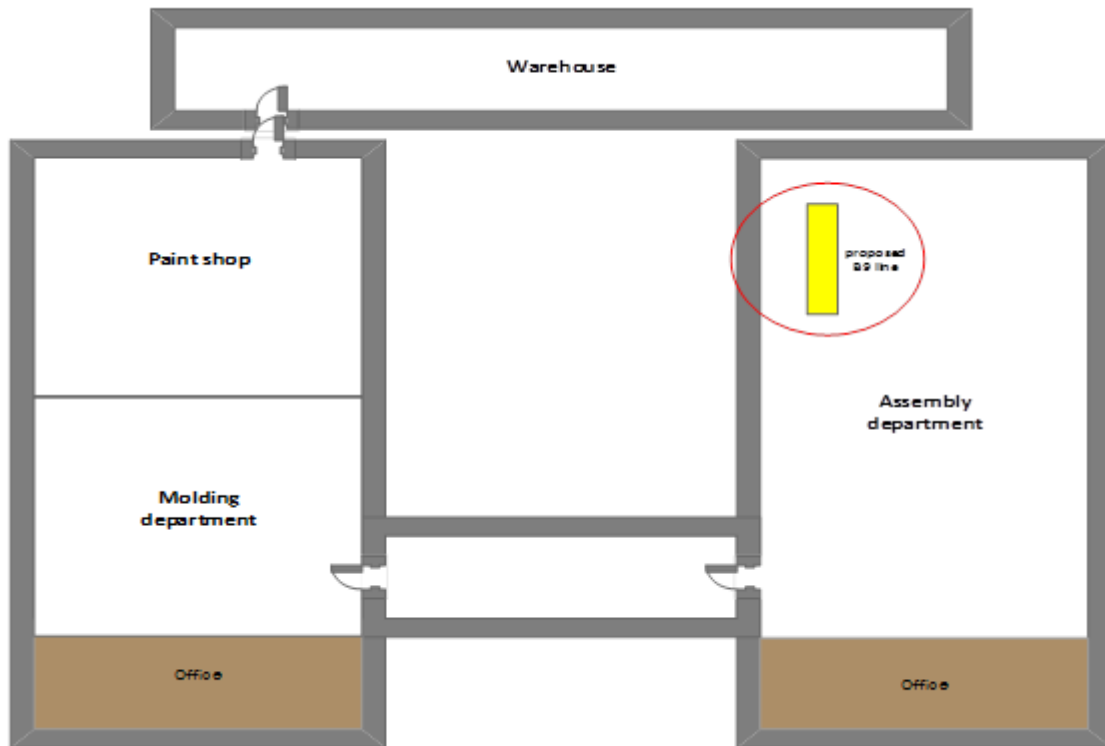 Warehouse
Paint shop
proposed
B9 line
Assembly
department
Molding
department
Office
Office